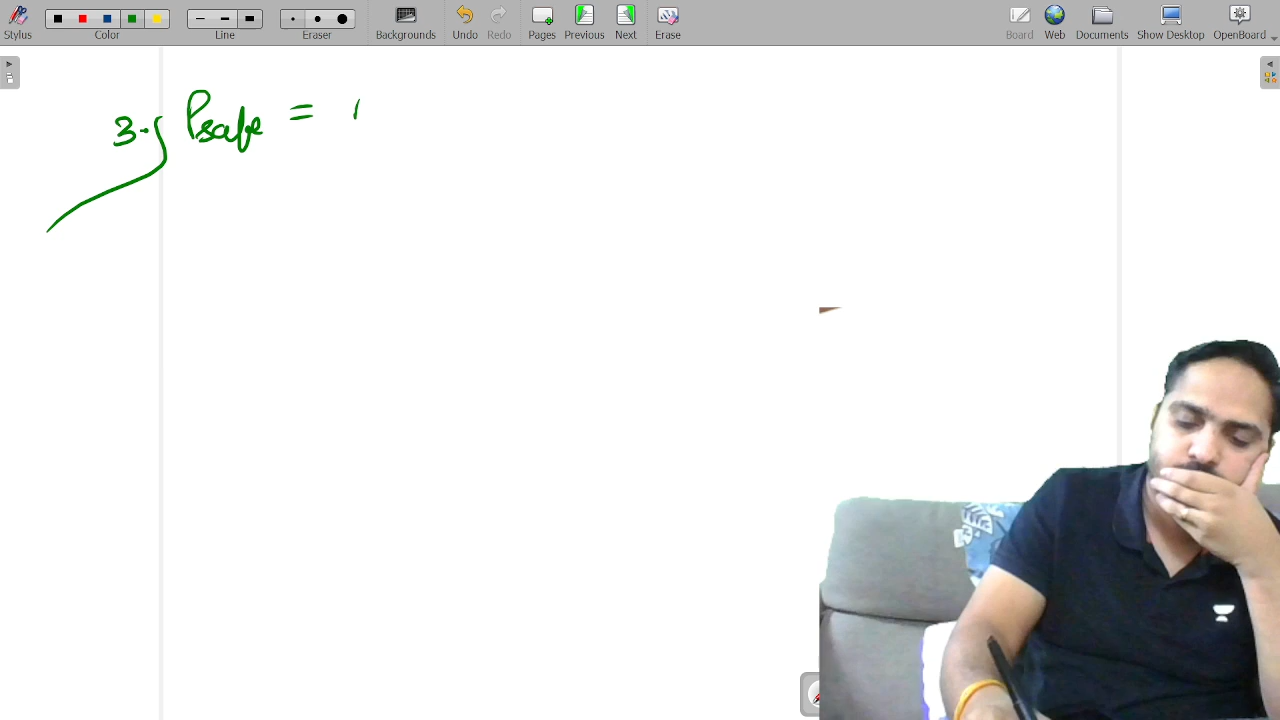 Stylus
Color
Line
Eraser
Backgrounds
Undo
Redo
Pages
Previous
Next
Erase
Board
Web
Documents
Show Desktop
OpenBoard
3. Psafe =